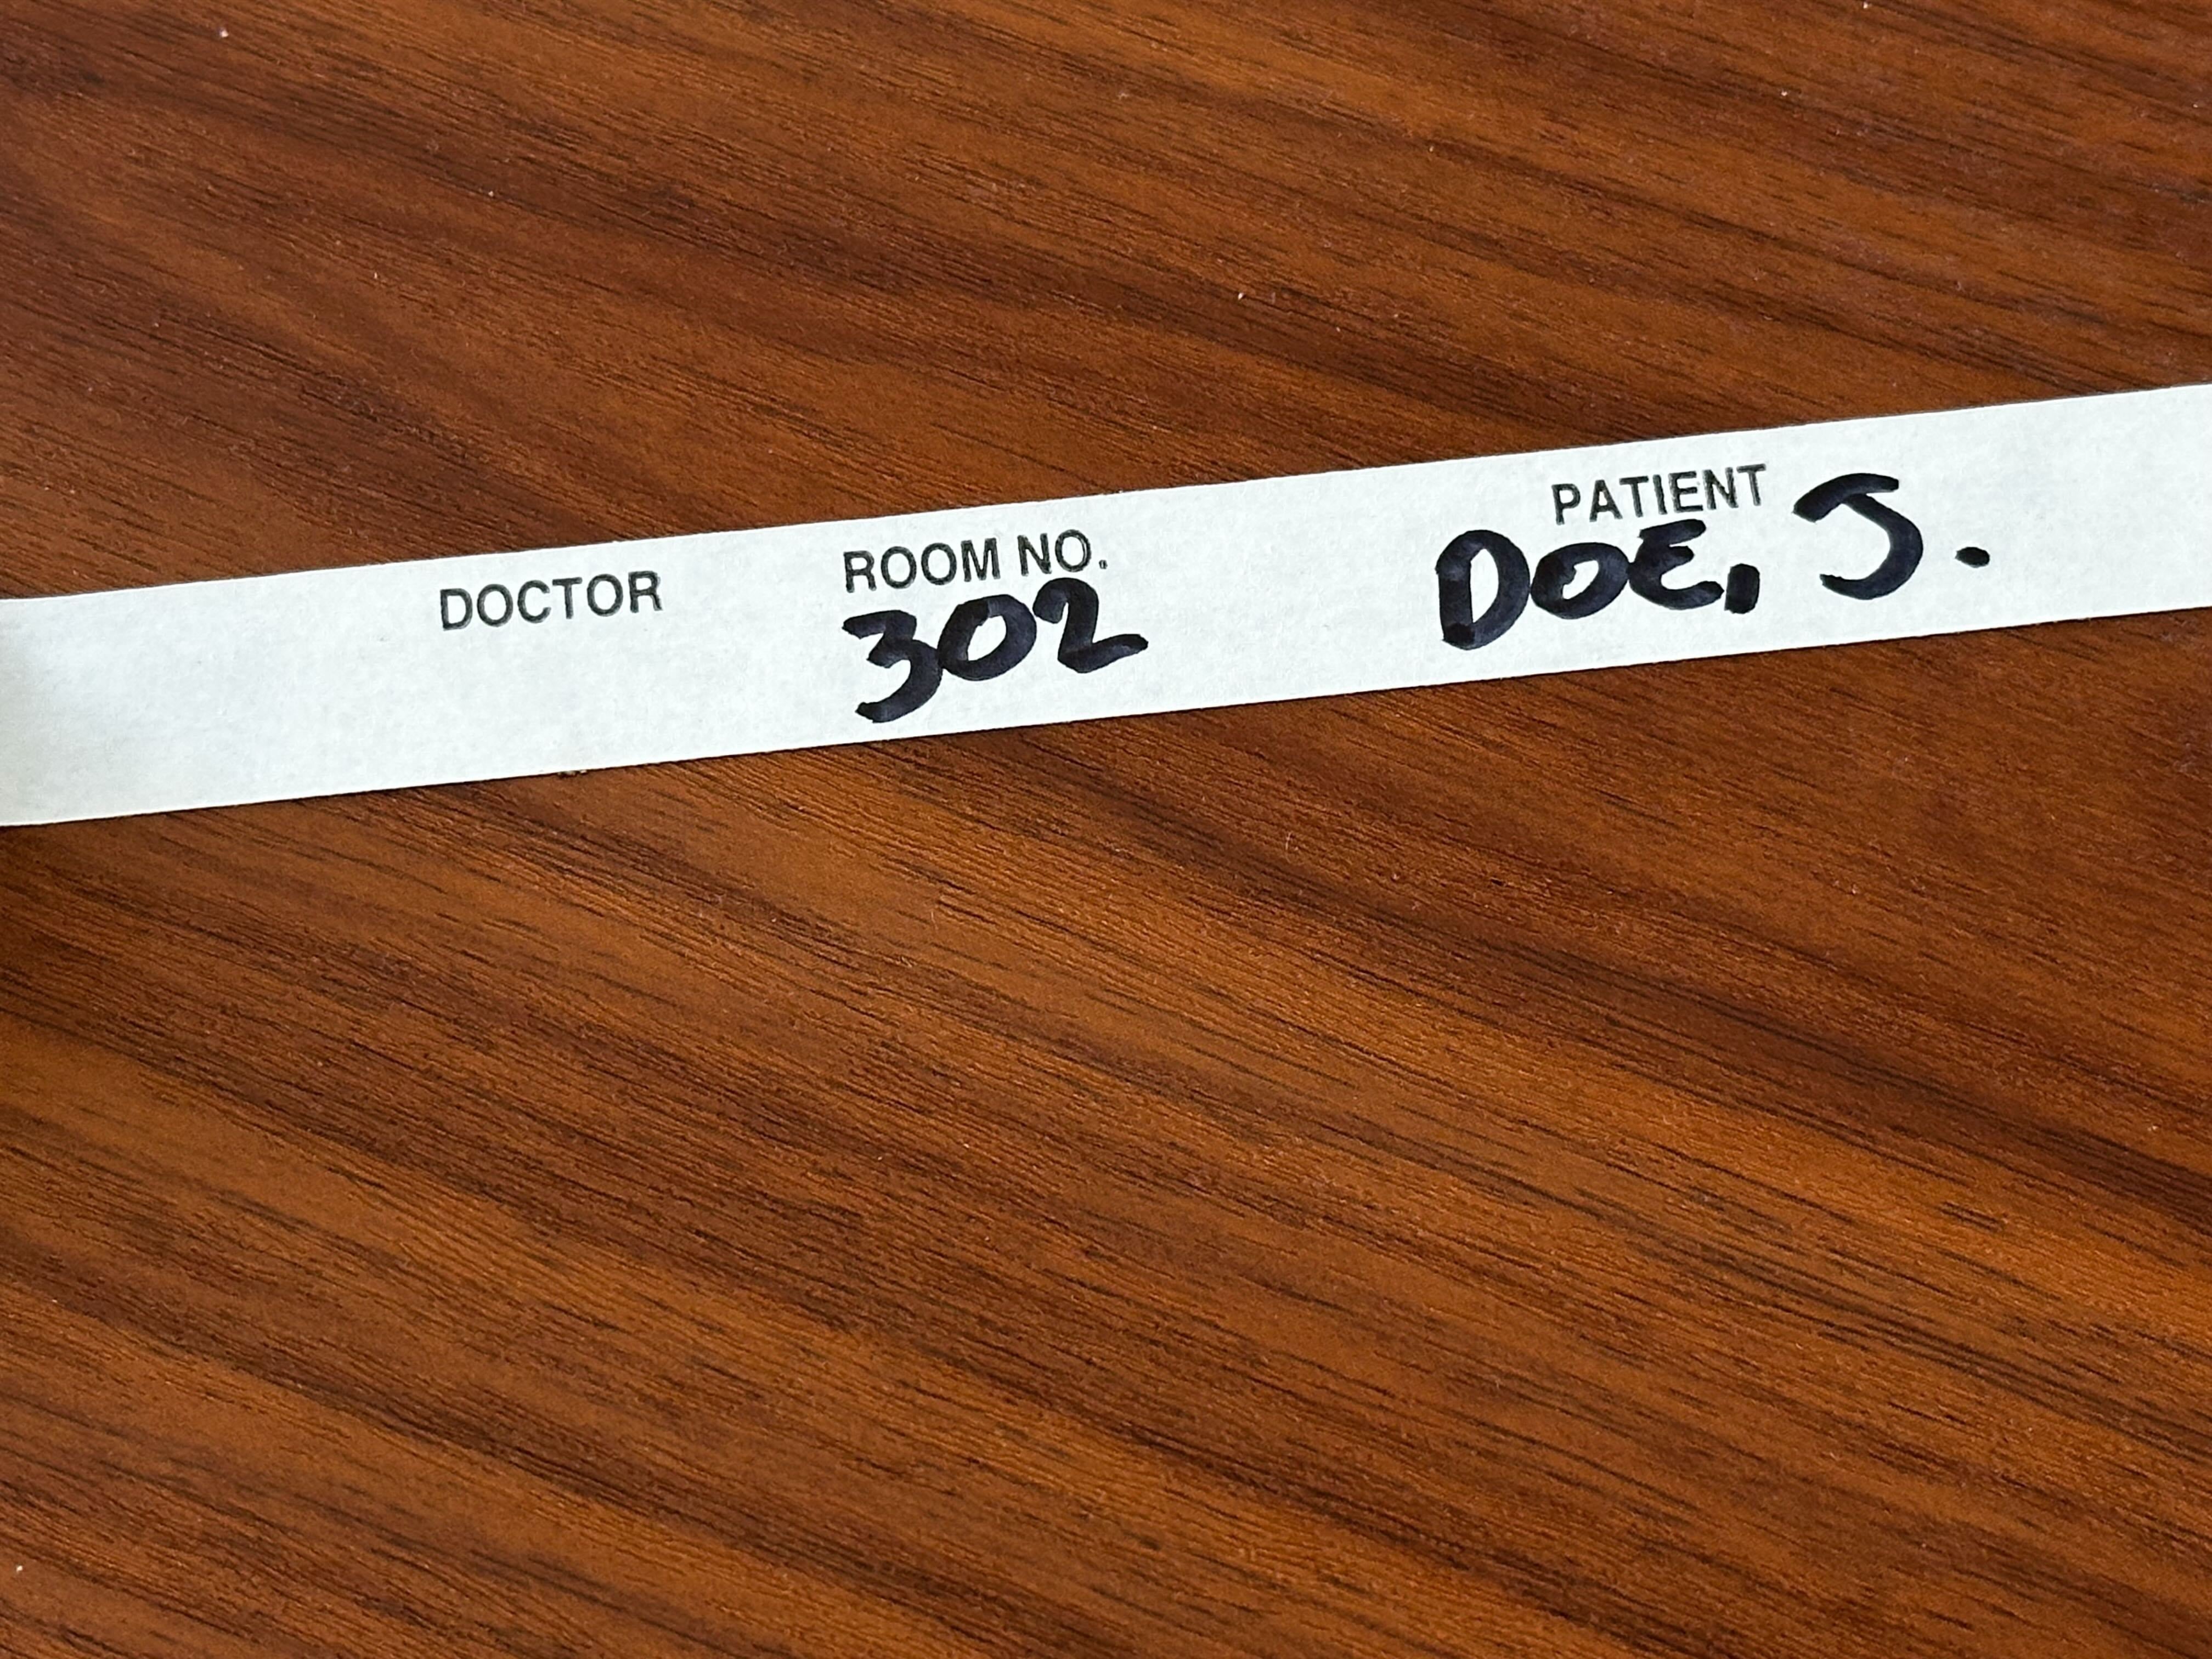 DOCTOR ROOM NO. PATIENT
302 DOE, J.